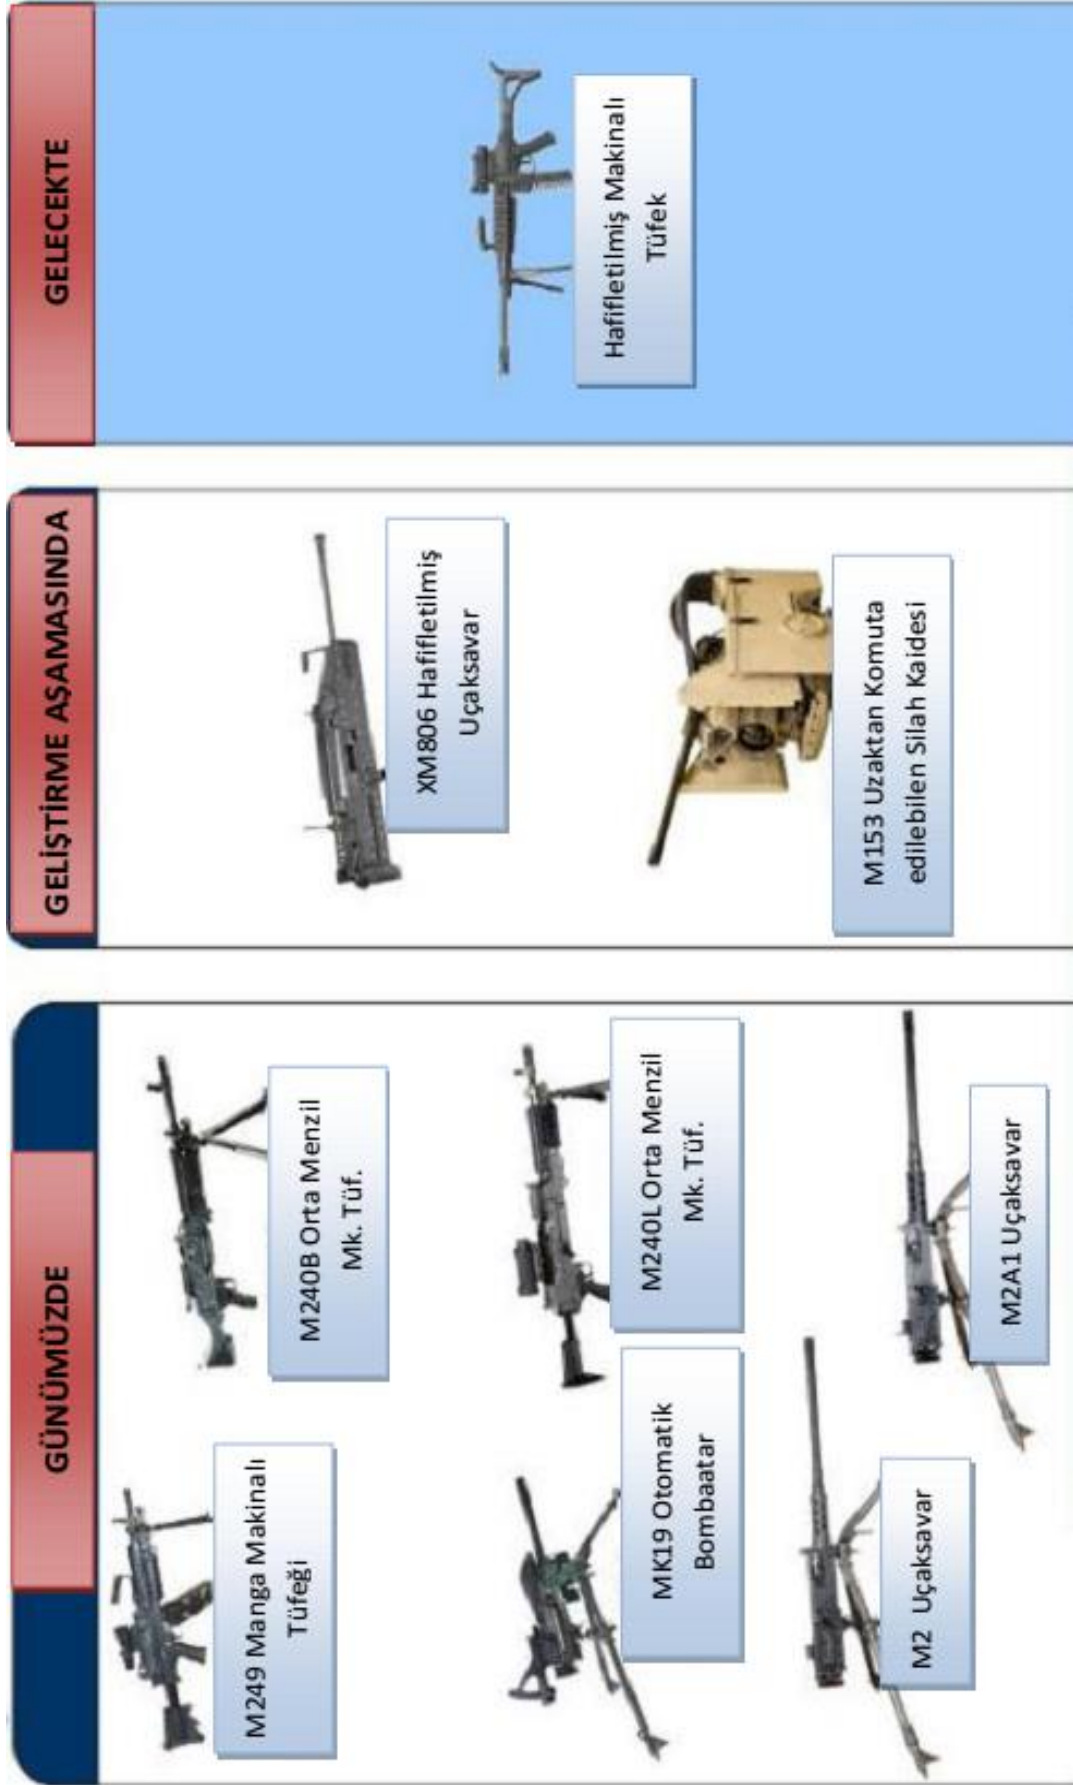 GÜNÜMÜZDE
M249 Manga Makinalı
Tüfeği
M240B Orta Menzil
Mk. Tüf.
MK19 Otomatik
Bombaatar
M240L Orta Menzil
Mk. Tüf.
M2 Uçaksavar
M2A1 Uçaksavar
GELİŞTİRME AŞAMASINDA
XM806 Hafifletilmiş
Uçaksavar
M153 Uzaktan Komuta
edilebilen Silah Kaidesi
GELECEKTE
Hafifletilmiş Makinalı
Tüfek